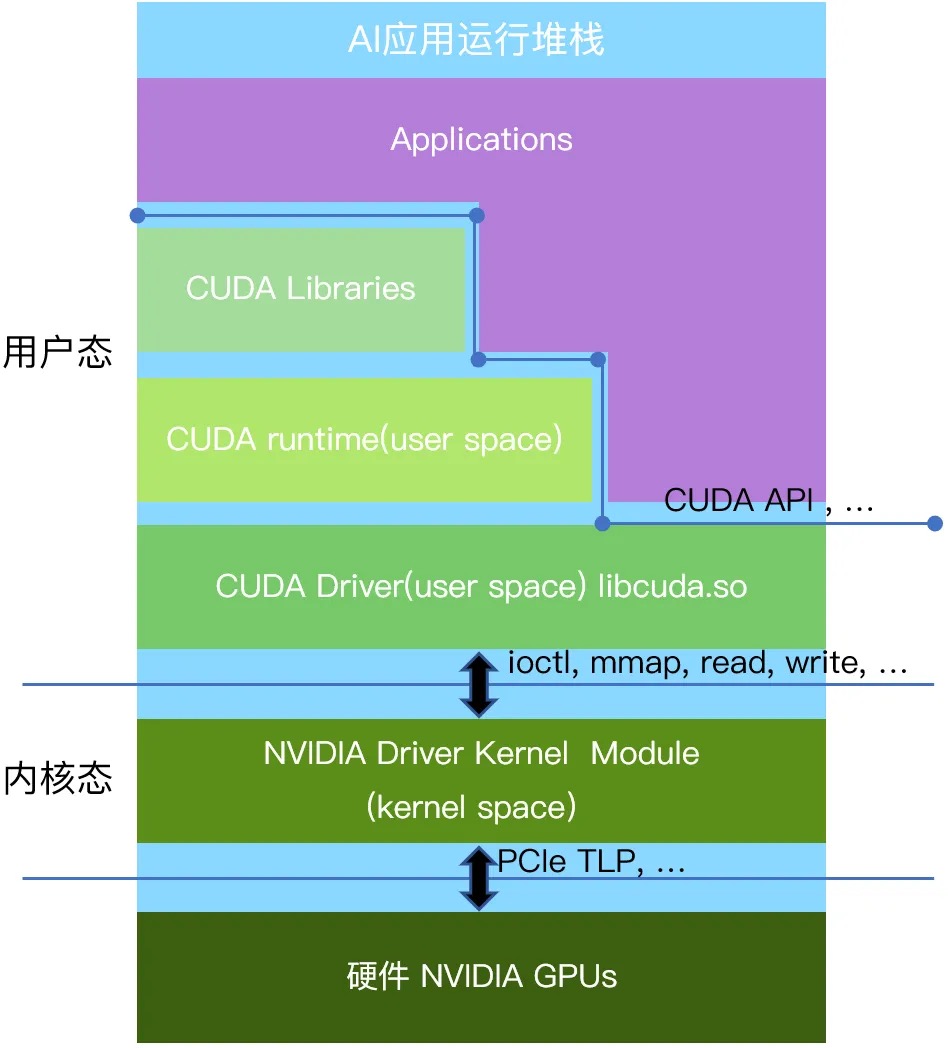 AI应用运行堆栈
Applications
CUDA Libraries
用户态
CUDA runtime(user space)
CUDA API , …
CUDA Driver(user space) libcuda.so
ioctl, mmap, read, write, …
NVIDIA Driver Kernel Module
(kernel space)
内核态
PCIe TLP, …
硬件 NVIDIA GPUs